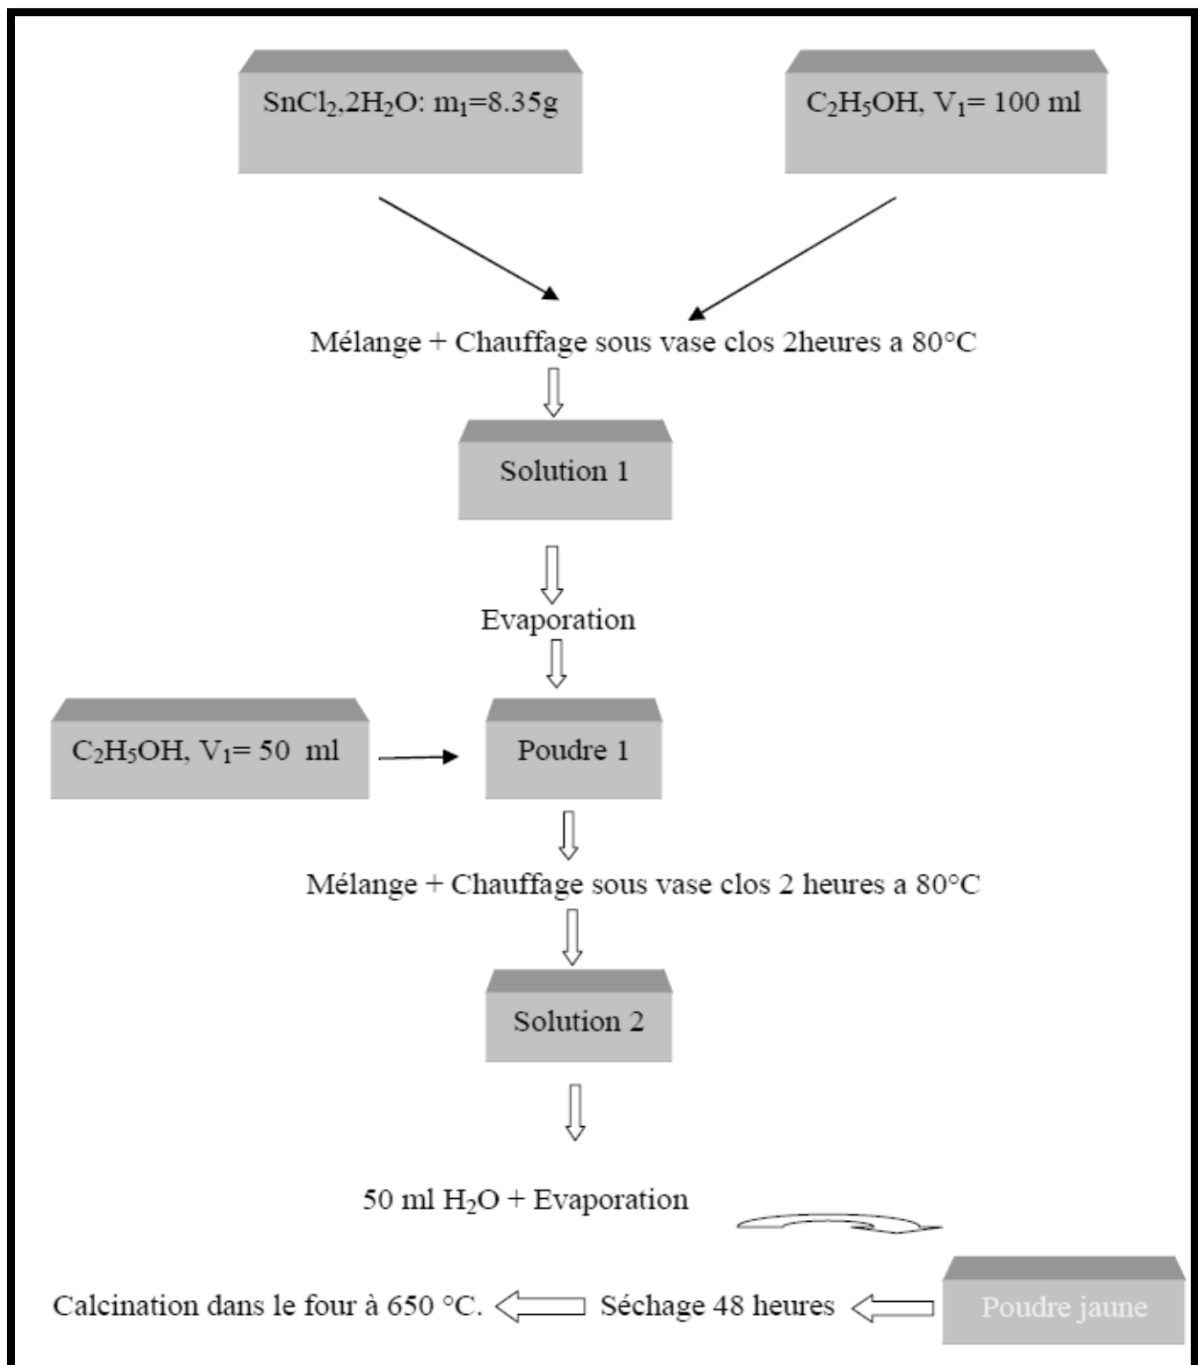 SnCl₂,2H₂O: m₁=8.35g
C₂H₅OH, V₁= 100 ml
Mélange + Chauffage sous vase clos 2heures a 80°C
Solution 1
Evaporation
C₂H₅OH, V₁= 50 ml
Poudre 1
Mélange + Chauffage sous vase clos 2 heures a 80°C
Solution 2
50 ml H₂O + Evaporation
Poudre jaune
Séchage 48 heures
Calcination dans le four à 650 °C.